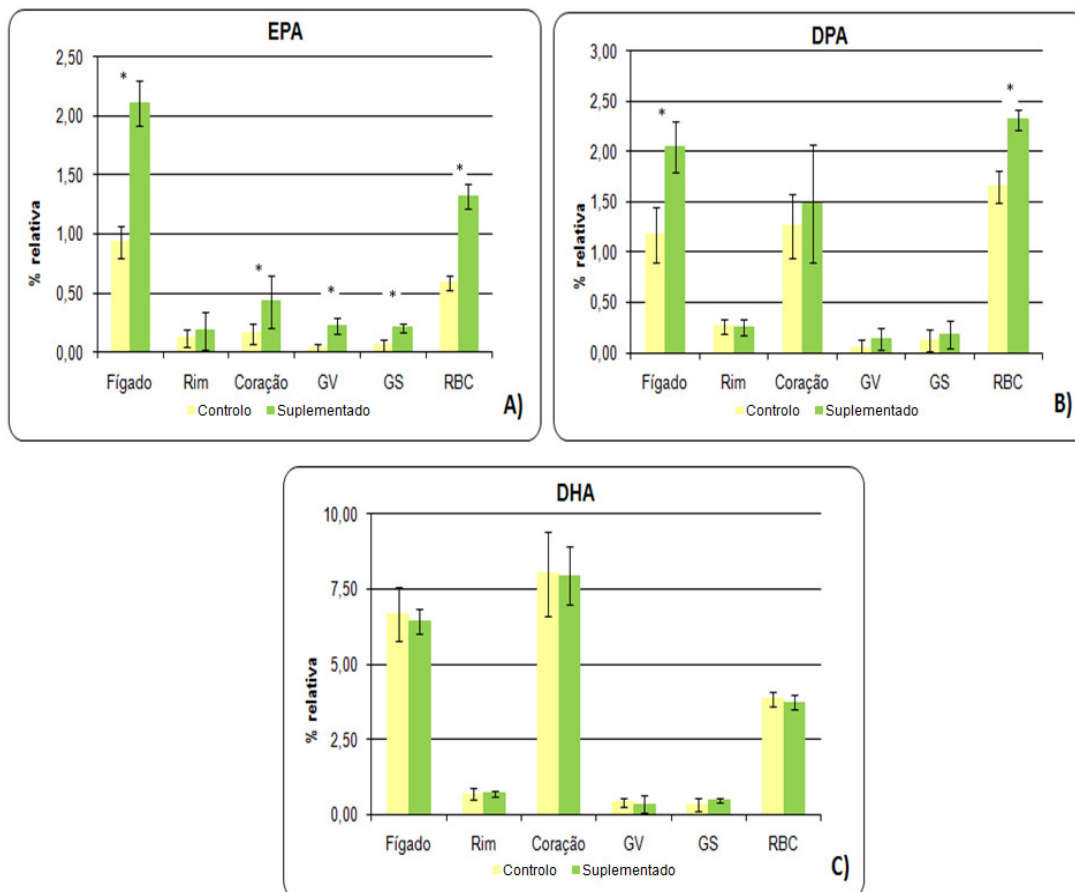 EPA
2,50
2,00
1,50
1,00
0,50
0,00
% relativa
*
*
*
*
*
Fígado Rim Coração GV GS RBC
Controlo Suplementado
A)
DPA
3,00
2,50
2,00
1,50
1,00
0,50
0,00
% relativa
*
*
Fígado Rim Coração GV GS RBC
Controlo Suplementado
B)
DHA
10,00
7,50
5,00
2,50
0,00
% relativa
Fígado Rim Coração GV GS RBC
Controlo Suplementado
C)